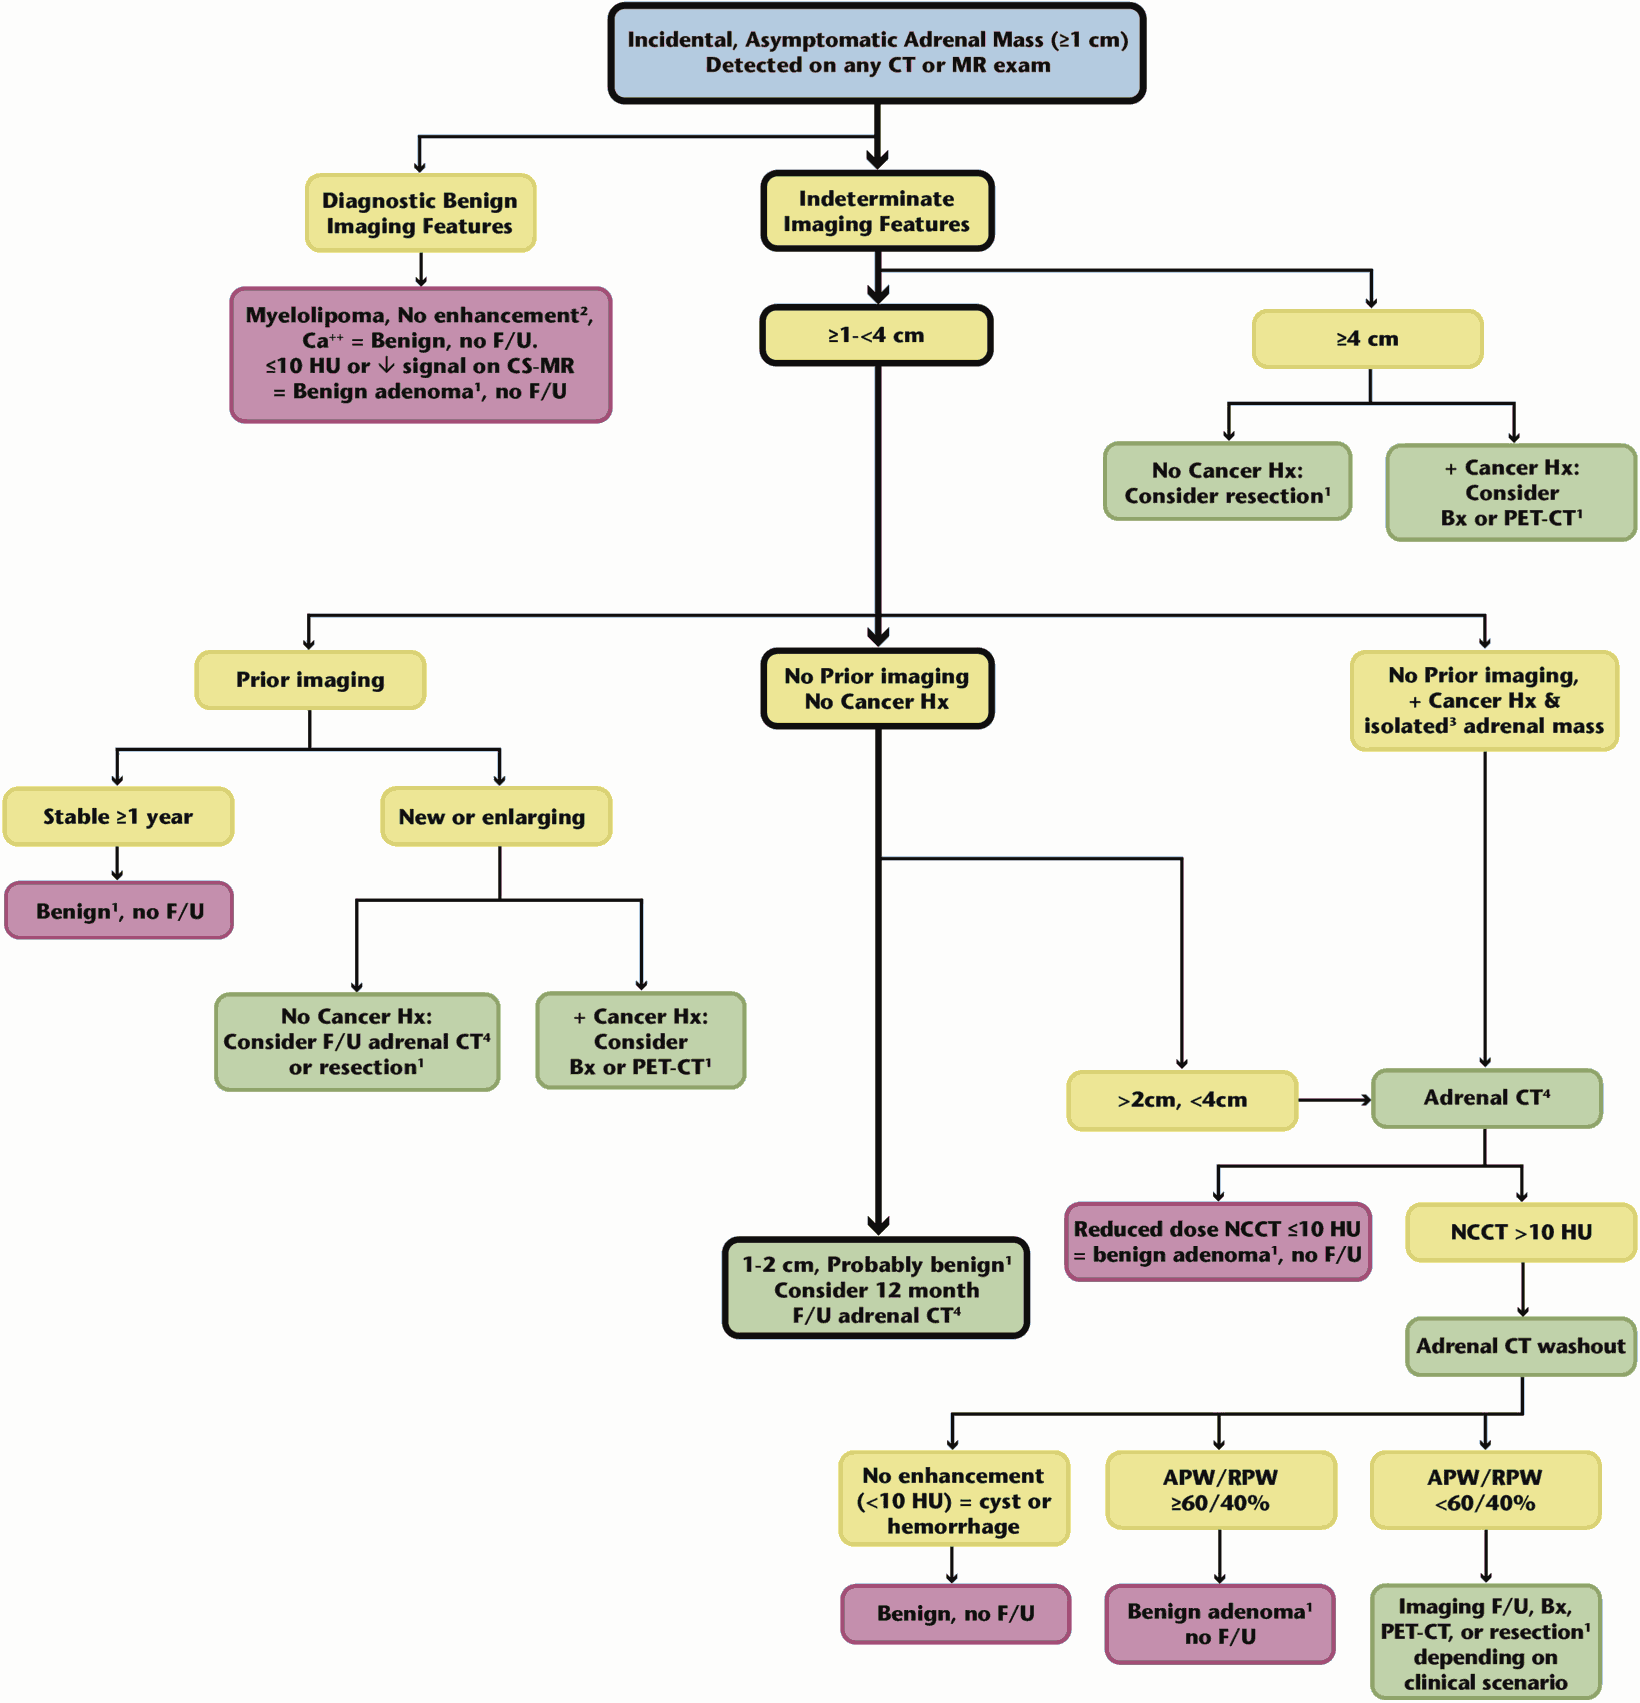 Incidental, Asymptomatic Adrenal Mass (≥1 cm)
Detected on any CT or MR exam
Diagnostic Benign
Imaging Features
Indeterminate
Imaging Features
Myelolipoma, No enhancement²,
Ca⁺⁺ = Benign, no F/U.
≤10 HU or ↓ signal on CS-MR
= Benign adenoma¹, no F/U
≥1-<4 cm
≥4 cm
No Cancer Hx:
Consider resection¹
+ Cancer Hx:
Consider
Bx or PET-CT¹
Prior imaging
No Prior imaging
No Cancer Hx
No Prior imaging,
+ Cancer Hx &
isolated³ adrenal mass
Stable ≥1 year
New or enlarging
Benign¹, no F/U
No Cancer Hx:
Consider F/U adrenal CT⁴
or resection¹
+ Cancer Hx:
Consider
Bx or PET-CT¹
>2cm, <4cm
Adrenal CT⁴
Reduced dose NCCT ≤10 HU
= benign adenoma¹, no F/U
NCCT >10 HU
1-2 cm, Probably benign¹
Consider 12 month
F/U adrenal CT⁴
Adrenal CT washout
No enhancement
(<10 HU) = cyst or
hemorrhage
APW/RPW
≥60/40%
APW/RPW
<60/40%
Benign, no F/U
Benign adenoma¹
no F/U
Imaging F/U, Bx,
PET-CT, or resection¹
depending on
clinical scenario